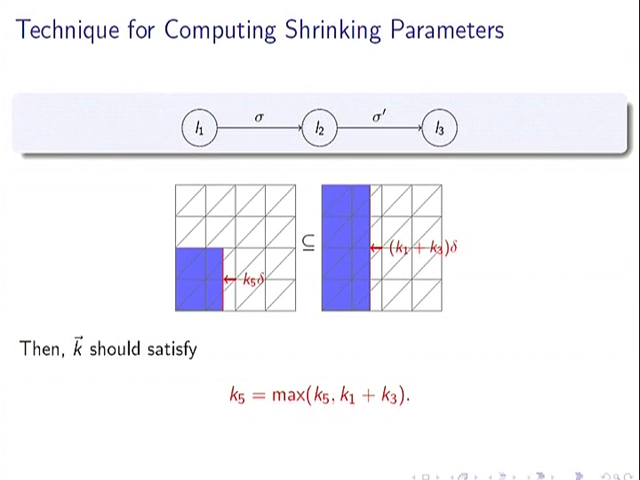 Technique for Computing Shrinking Parameters
l₁ σ l₂ σ′ l₃
⊆
← k₅δ
← (k₁ + k₃)δ
Then, k⃗ should satisfy
k₅ = max(k₅, k₁ + k₃).